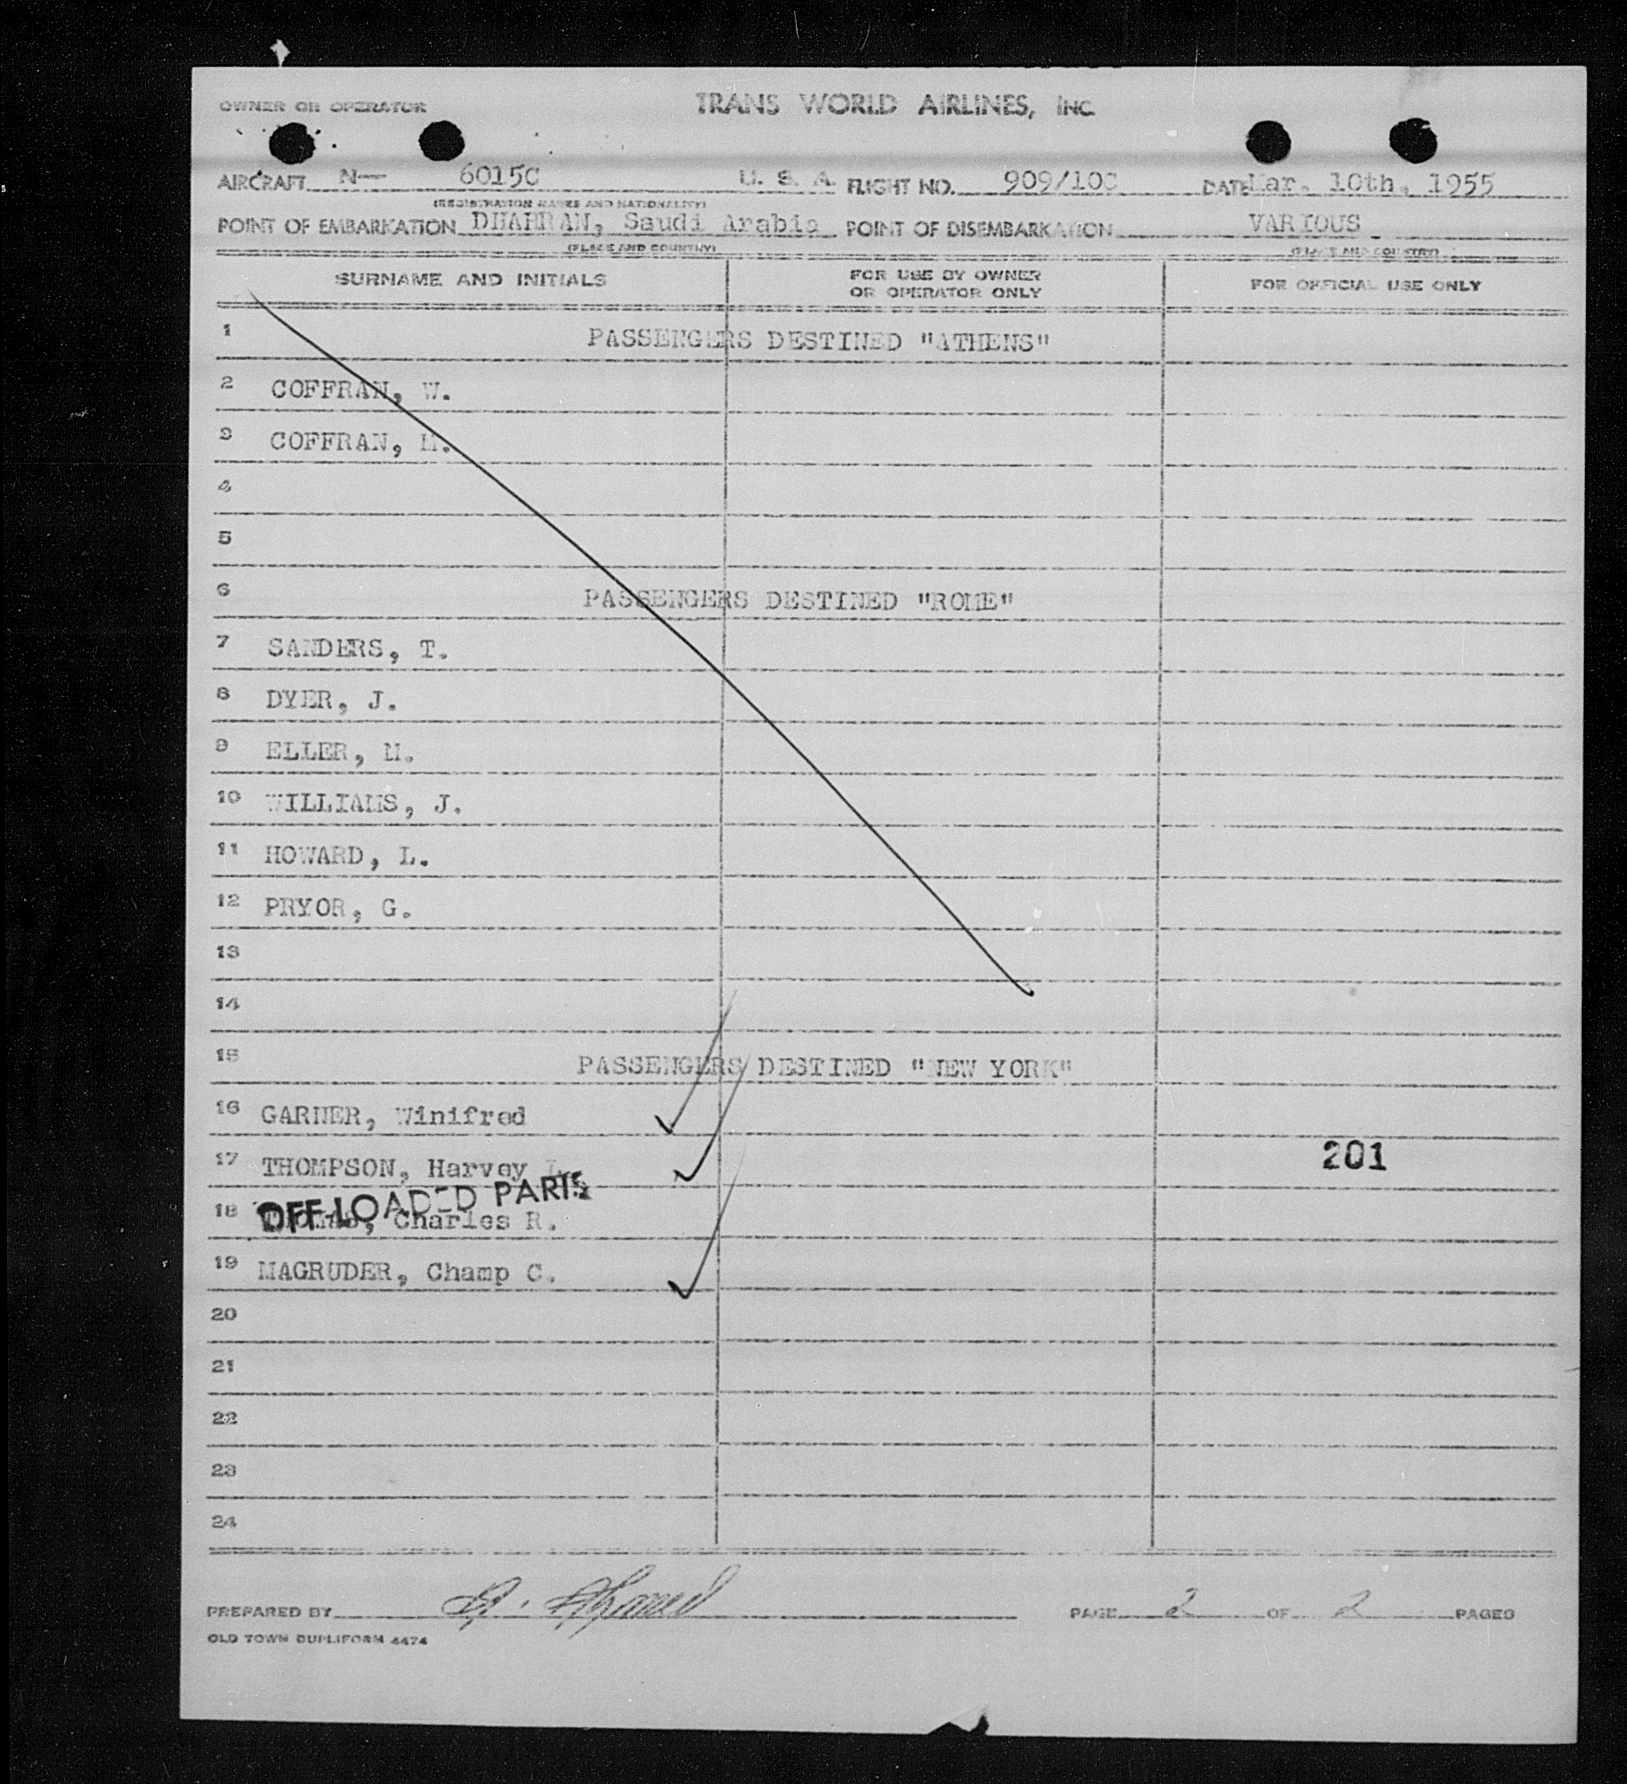 OWNER OR OPERATOR TRANS WORLD AIRLINES, INC.
AIRCRAFT N— 6015C U. S. A. FLIGHT NO. 909/10C DATE Mar. 10th, 1955
(REGISTRATION MARKS AND NATIONALITY)
POINT OF EMBARKATION DHAHRAN, Saudi Arabia POINT OF DISEMBARKATION VARIOUS
(PLACE AND COUNTRY) (PLACE AND COUNTRY)
SURNAME AND INITIALS FOR USE BY OWNER OR OPERATOR ONLY FOR OFFICIAL USE ONLY
1 PASSENGERS DESTINED "ATHENS"
2 COFFRAN, W.
3 COFFRAN, M.
4
5
6 PASSENGERS DESTINED "ROME"
7 SANDERS, T.
8 DYER, J.
9 ELLER, M.
10 WILLIAMS, J.
11 HOWARD, L.
12 PRYOR, G.
13
14
15 PASSENGERS DESTINED "NEW YORK"
16 GARNER, Winifred
17 THOMPSON, Harvey 201
OFF-LOADED PARIS
18 Charles R.
19 MAGRUDER, Champ C.
20
21
22
23
24
PREPARED BY PAGE 2 OF 2 PAGES
OLD TOWN DUPLIFORM 4474